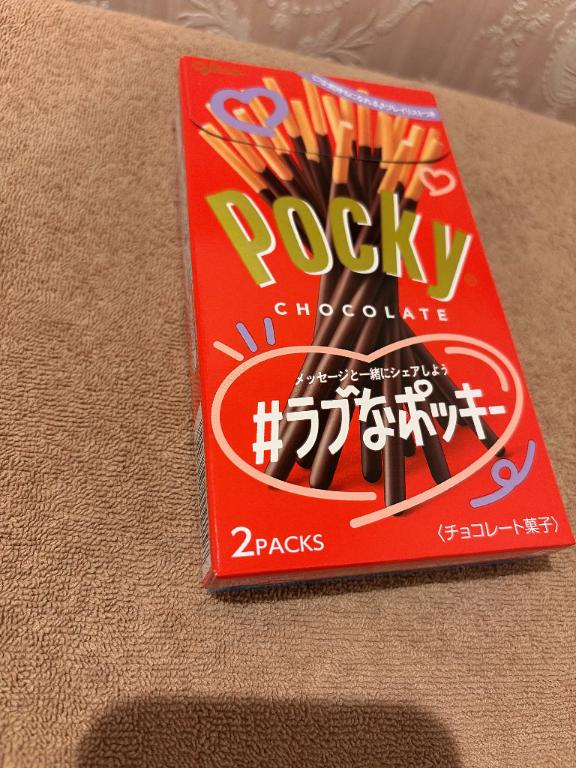 Glico
Pocky
CHOCOLATE
メッセージと一緒にシェアしよう
#ラブなポッキー
2PACKS
〈チョコレート菓子〉